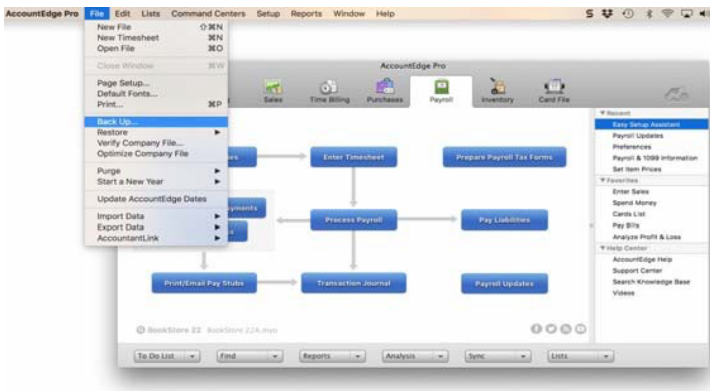 AccountEdge Pro File Edit Lists Command Centers Setup Reports Window Help
New File ⇧⌘N
New Timesheet ⌘N
Open File ⌘O
Close Window ⌘W
Page Setup...
Default Fonts...
Print... ⌘P
Back Up...
Restore
Verify Company File...
Optimize Company File
Purge
Start a New Year
Update AccountEdge Dates
Import Data
Export Data
AccountantLink
AccountEdge Pro
Sales Time Billing Purchases Payroll Inventory Card File
Enter Timesheet
Prepare Payroll Tax Forms
Process Payroll
Pay Liabilities
Print/Email Pay Stubs
Transaction Journal
Payroll Updates
Recent
Easy Setup Assistant
Payroll Updates
Preferences
Payroll & 1099 Information
Set Item Prices
Favorites
Enter Sales
Spend Money
Cards List
Pay Bills
Analyze Profit & Loss
Help Center
AccountEdge Help
Support Center
Search Knowledge Base
Videos
BookStore 22 BookStore 22A.myo
To Do List Find Reports Analysis Sync Lists